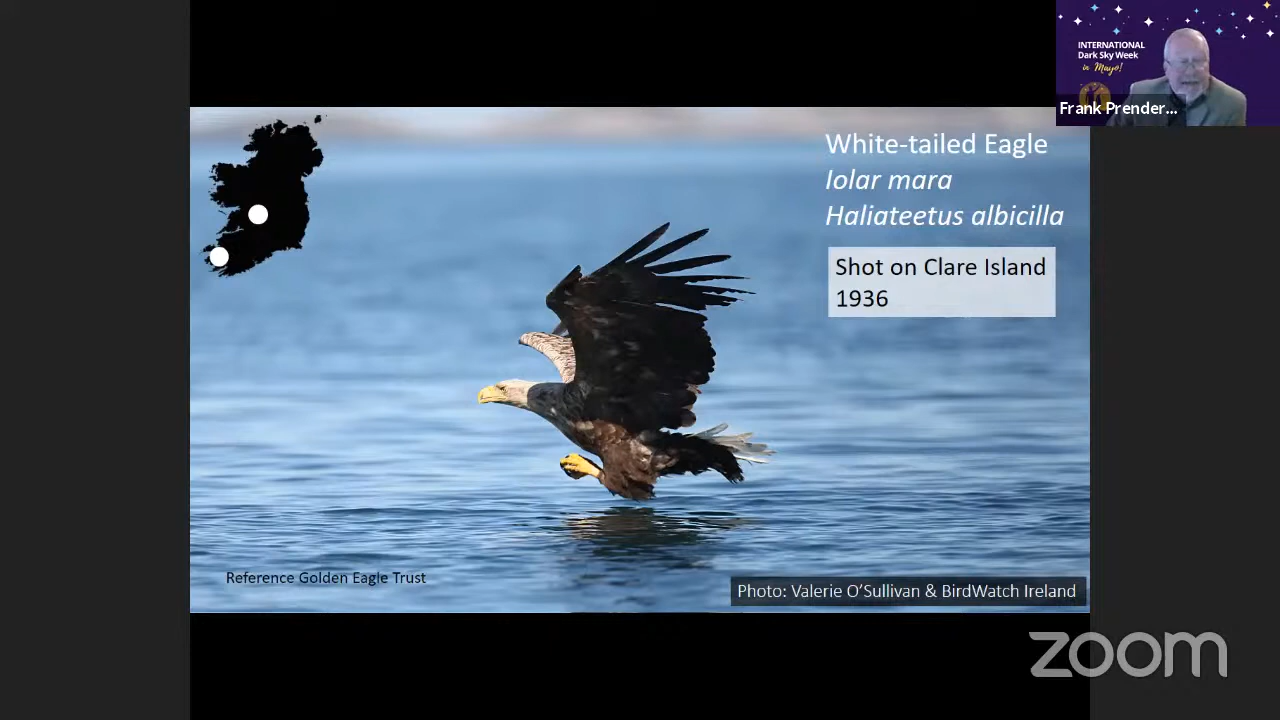 INTERNATIONAL
Dark Sky Week
in Mayo!
Frank Prender...
White-tailed Eagle
Iolar mara
Haliateetus albicilla
Shot on Clare Island
1936
Reference Golden Eagle Trust
Photo: Valerie O’Sullivan & BirdWatch Ireland
zoom